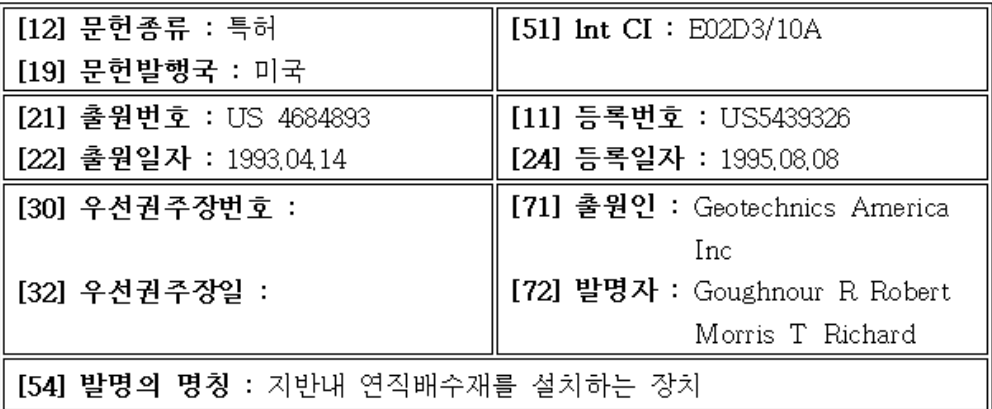 [12] 문헌종류 : 특허
[19] 문헌발행국 : 미국
[51] Int CI : E02D3/10A
[21] 출원번호 : US 4684893
[22] 출원일자 : 1993.04.14
[11] 등록번호 : US5439326
[24] 등록일자 : 1995.08.08
[30] 우선권주장번호 :
[32] 우선권주장일 :
[71] 출원인 : Geotechnics America
Inc
[72] 발명자 : Goughnour R Robert
Morris T Richard
[54] 발명의 명칭 : 지반내 연직배수재를 설치하는 장치